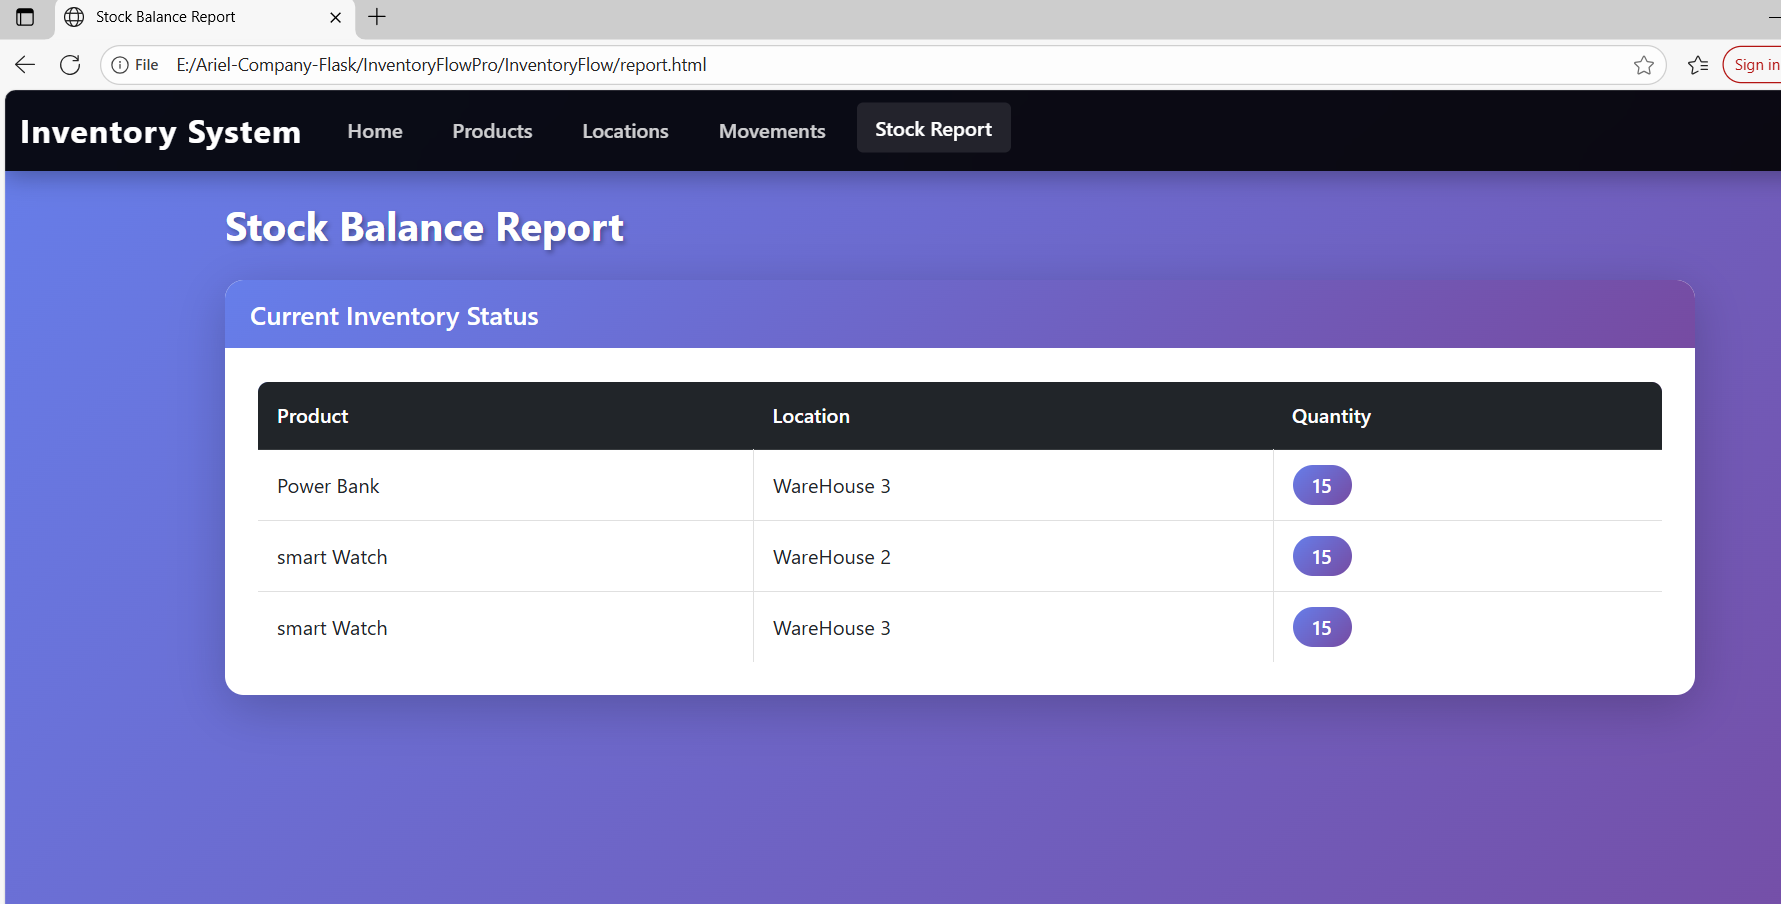 Stock Balance Report
File E:/Ariel-Company-Flask/InventoryFlowPro/InventoryFlow/report.html Sign in
Inventory System Home Products Locations Movements Stock Report
Stock Balance Report
Current Inventory Status
Product Location Quantity
Power Bank WareHouse 3 15
smart Watch WareHouse 2 15
smart Watch WareHouse 3 15